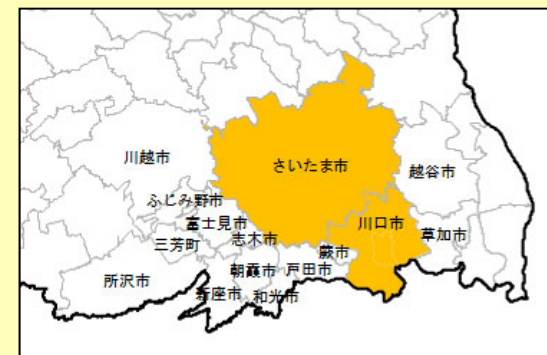 川越市
さいたま市
越谷市
ふじみ野市
富士見市
川口市
三芳町
志木市
草加市
蕨市
所沢市
朝霞市
戸田市
新座市
和光市